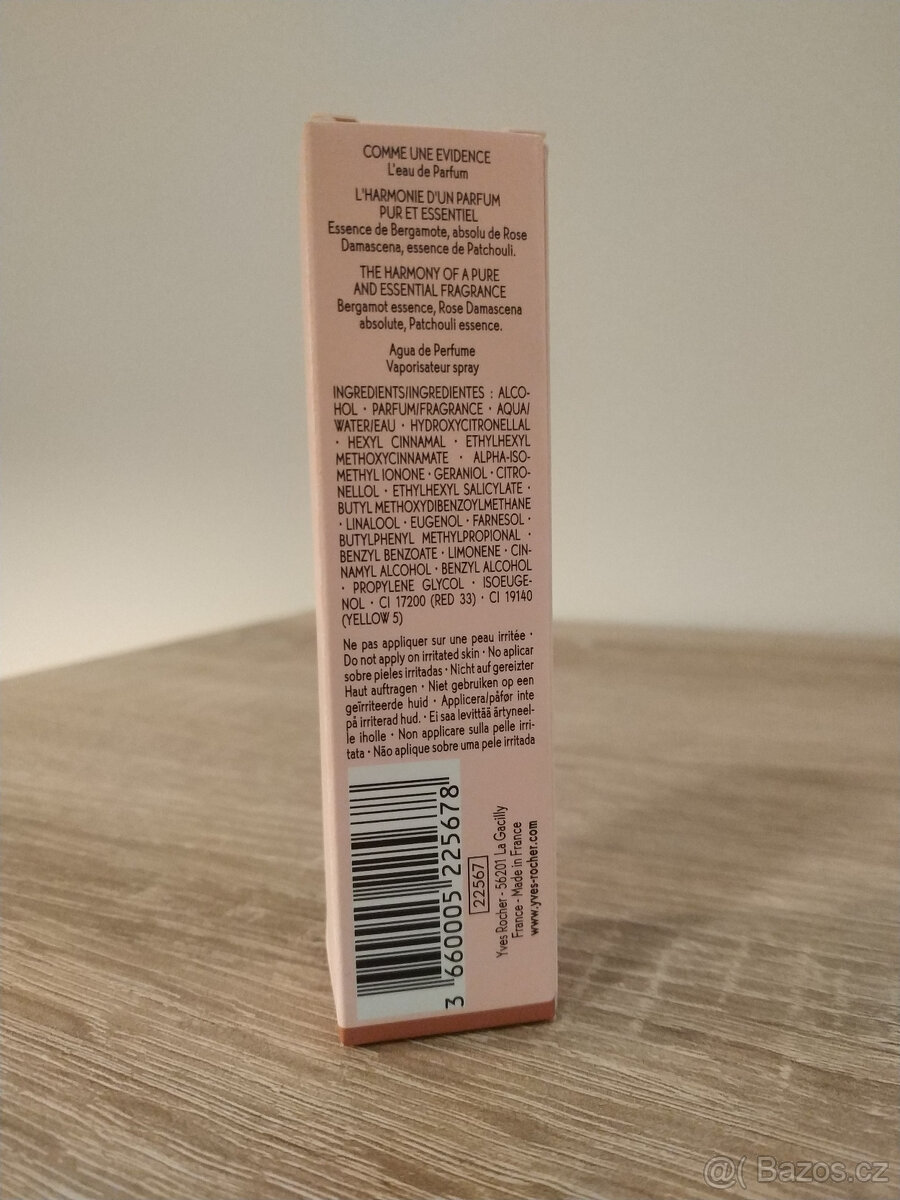 COMME UNE EVIDENCE
L'eau de Parfum
L'HARMONIE D'UN PARFUM
PUR ET ESSENTIEL
Essence de Bergamote, absolu de Rose
Damascena, essence de Patchouli.
THE HARMONY OF A PURE
AND ESSENTIAL FRAGRANCE
Bergamot essence, Rose Damascena
absolute, Patchouli essence.
Agua de Perfume
Vaporisateur spray
INGREDIENTS/INGREDIENTES : ALCO-
HOL · PARFUM/FRAGRANCE · AQUA/
WATER/EAU · HYDROXYCITRONELLAL
· HEXYL CINNAMAL · ETHYLHEXYL
METHOXYCINNAMATE · ALPHA-ISO-
METHYL IONONE · GERANIOL · CITRO-
NELLOL · ETHYLHEXYL SALICYLATE ·
BUTYL METHOXYDIBENZOYLMETHANE
· LINALOOL · EUGENOL · FARNESOL ·
BUTYLPHENYL METHYLPROPIONAL ·
BENZYL BENZOATE · LIMONENE · CIN-
NAMYL ALCOHOL · BENZYL ALCOHOL
· PROPYLENE GLYCOL · ISOEUGE-
NOL · CI 17200 (RED 33) · CI 19140
(YELLOW 5)
Ne pas appliquer sur une peau irritée ·
Do not apply on irritated skin · No aplicar
sobre pieles irritadas · Nicht auf gereizter
Haut auftragen · Niet gebruiken op een
geïrriteerde huid · Applicera/påfør inte
på irriterad hud. · Ei saa levittää ärtyneel-
le iholle · Non applicare sulla pelle irri-
tata · Não aplique sobre uma pele irritada
3 660005 225678
22567
Yves Rocher - 56201 La Gacilly
France - Made in France
www.yves-rocher.com
@( Bazos.cz